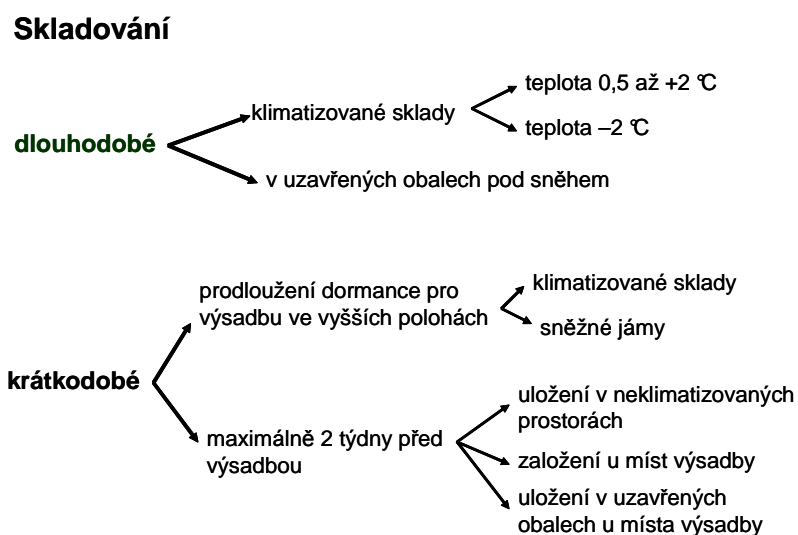 Skladování
dlouhodobé
klimatizované sklady
teplota 0,5 až +2 °C
teplota –2 °C
v uzavřených obalech pod sněhem
krátkodobé
prodloužení dormance pro
výsadbu ve vyšších polohách
klimatizované sklady
sněžné jámy
maximálně 2 týdny před
výsadbou
uložení v neklimatizovaných
prostorách
založení u míst výsadby
uložení v uzavřených
obalech u místa výsadby